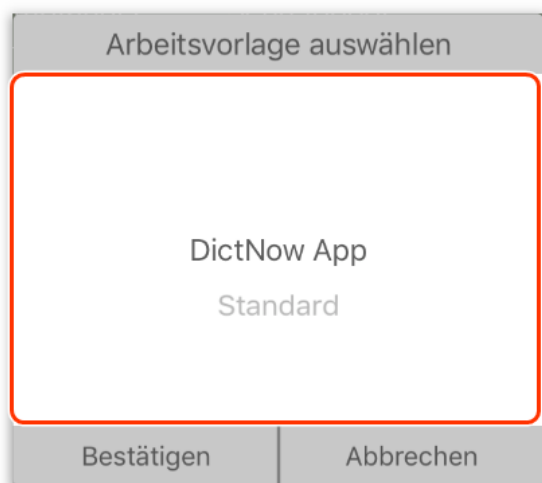 Arbeitsvorlage auswählen
DictNow App
Standard
Bestätigen
Abbrechen